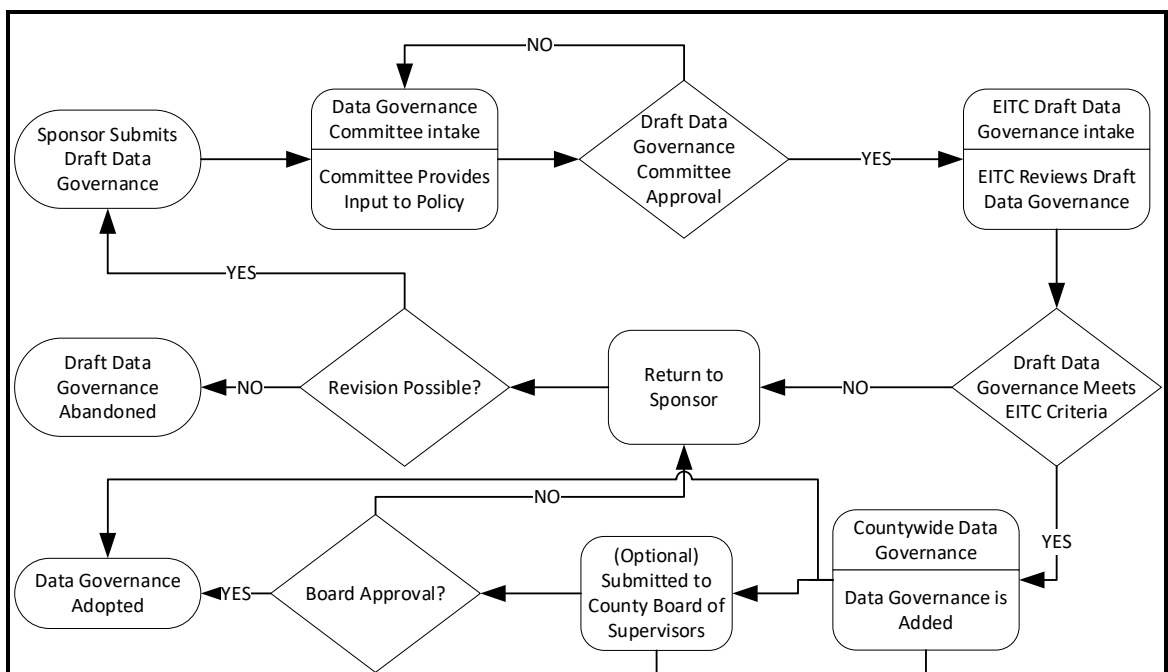 NO
Sponsor Submits
Draft Data
Governance
Data Governance
Committee intake
Committee Provides
Input to Policy
Draft Data
Governance
Committee
Approval
YES
EITC Draft Data
Governance intake
EITC Reviews Draft
Data Governance
YES
Draft Data
Governance
Abandoned
NO
Revision Possible?
Return to
Sponsor
NO
Draft Data
Governance Meets
EITC Criteria
NO
YES
Data Governance
Adopted
YES
Board Approval?
(Optional)
Submitted to
County Board of
Supervisors
Countywide Data
Governance
Data Governance is
Added